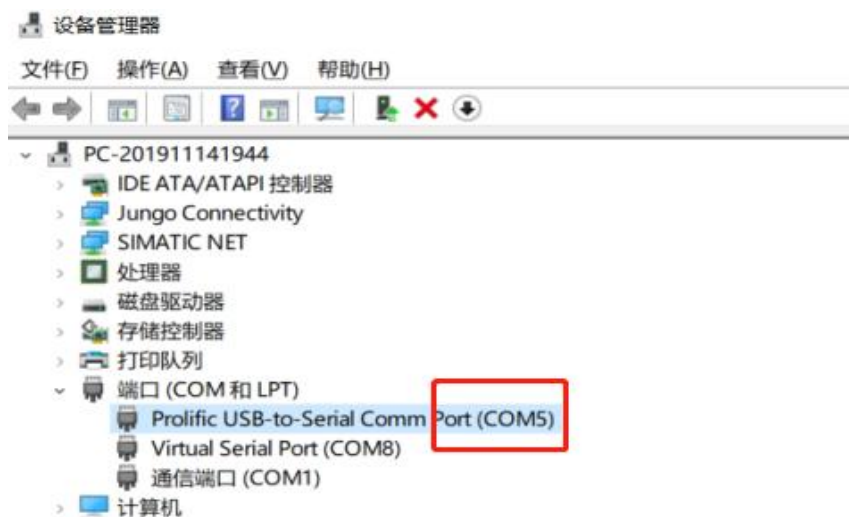 设备管理器
文件(F) 操作(A) 查看(V) 帮助(H)
PC-201911141944
IDE ATA/ATAPI 控制器
Jungo Connectivity
SIMATIC NET
处理器
磁盘驱动器
存储控制器
打印队列
端口 (COM 和 LPT)
Prolific USB-to-Serial Comm Port (COM5)
Virtual Serial Port (COM8)
通信端口 (COM1)
计算机